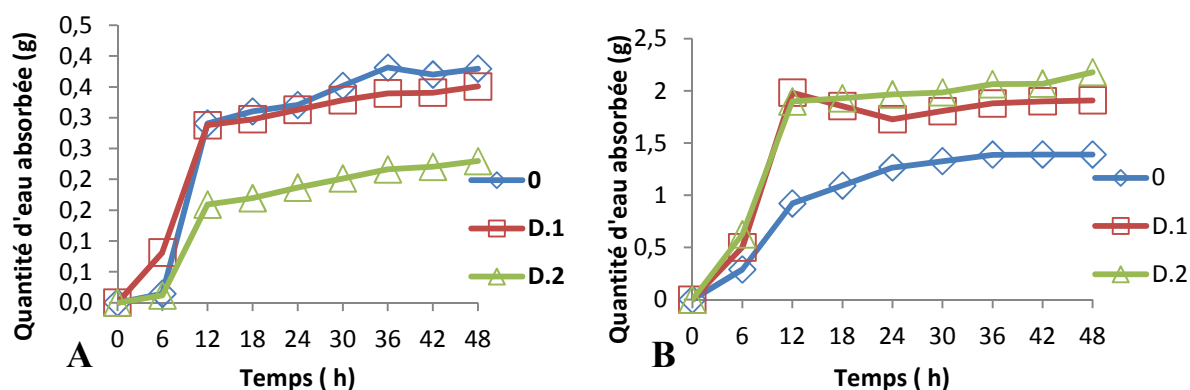 Quantité d'eau absorbée (g)
0,5
0,4
0,4
0,3
0,3
0,2
0,2
0,1
0,1
0,0
0 6 12 18 24 30 36 42 48
A
Temps ( h)
0
D.1
D.2
Quantité d'eau absorbée (g)
2,5
2
1,5
1
0,5
0
0 6 12 18 24 30 36 42 48
B
Temps ( h)
0
D.1
D.2